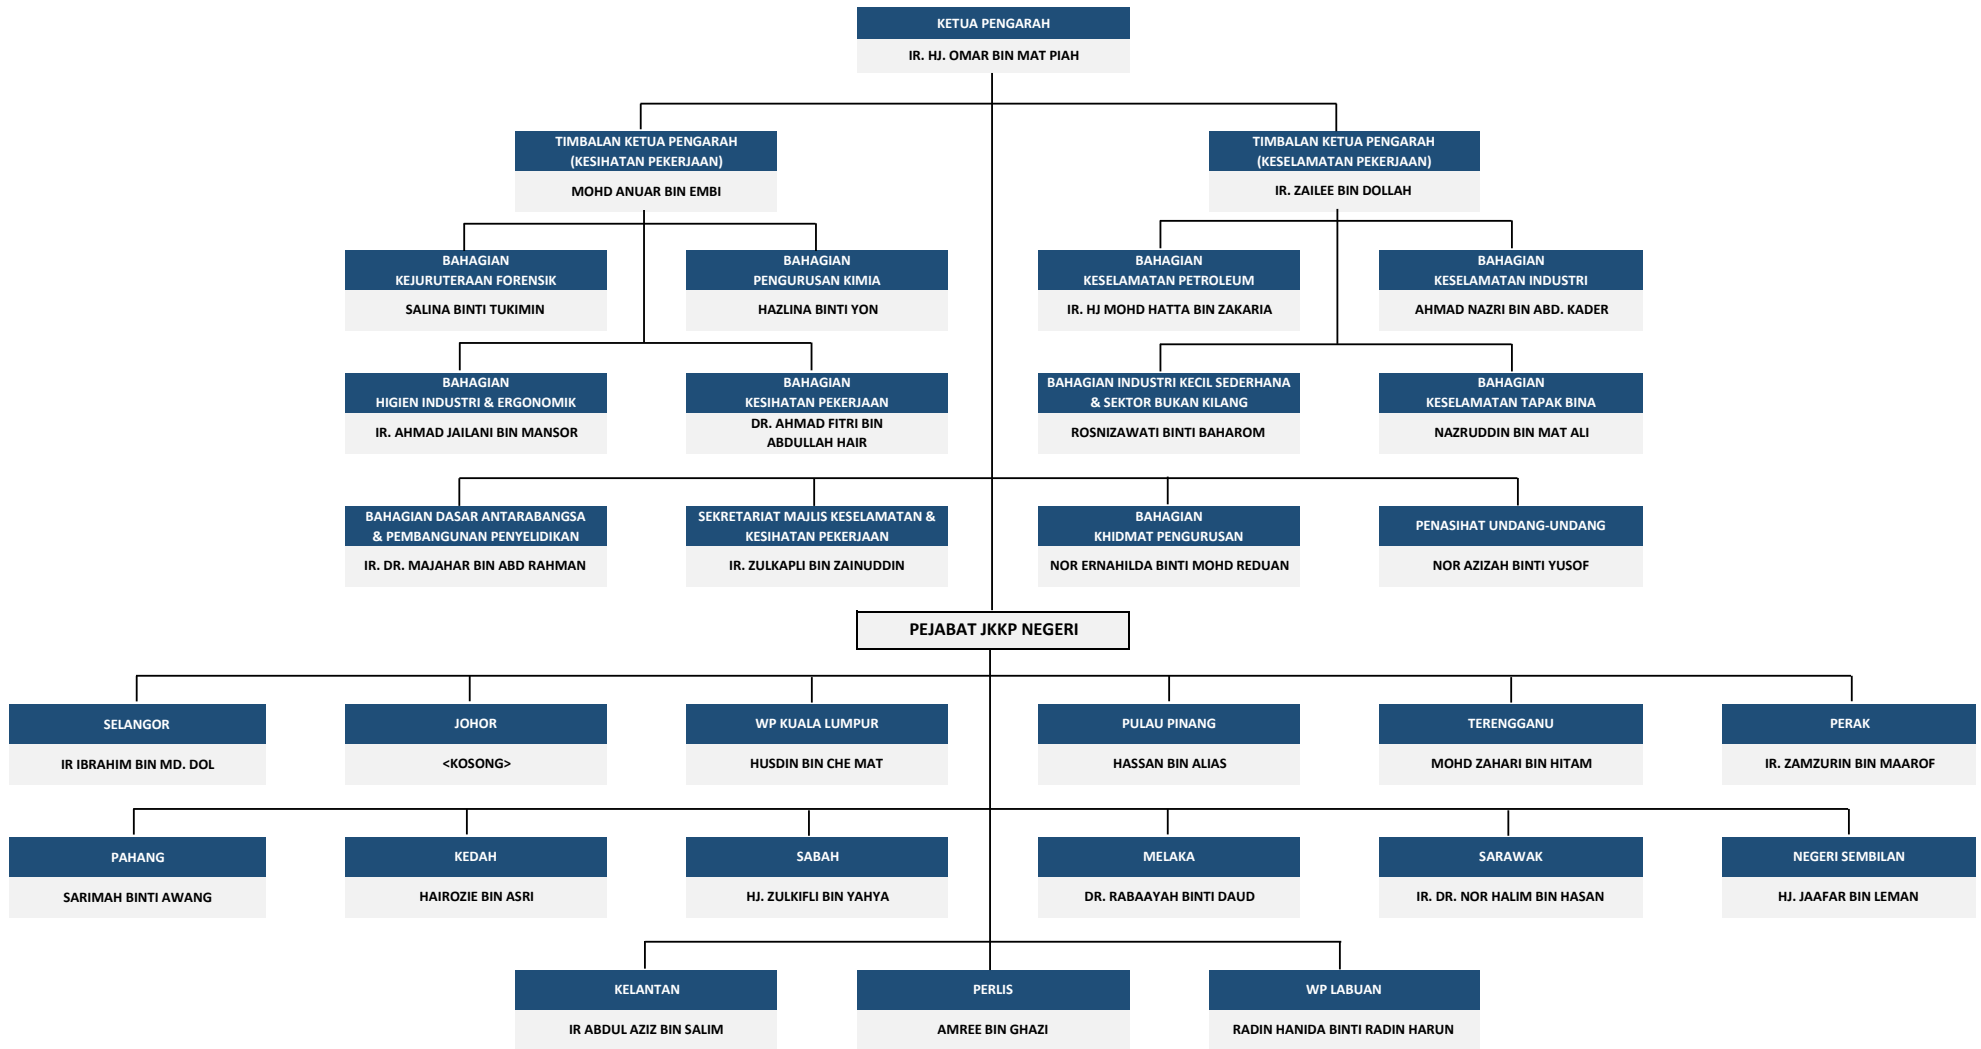 KETUA PENGARAH
IR. HJ. OMAR BIN MAT PIAH
TIMBALAN KETUA PENGARAH
(KESIHATAN PEKERJAAN)
MOHD ANUAR BIN EMBI
TIMBALAN KETUA PENGARAH
(KESELAMATAN PEKERJAAN)
IR. ZAILEE BIN DOLLAH
BAHAGIAN
KEJURUTERAAN FORENSIK
SALINA BINTI TUKIMIN
BAHAGIAN
PENGURUSAN KIMIA
HAZLINA BINTI YON
BAHAGIAN
KESELAMATAN PETROLEUM
IR. HJ MOHD HATTA BIN ZAKARIA
BAHAGIAN
KESELAMATAN INDUSTRI
AHMAD NAZRI BIN ABD. KADER
BAHAGIAN
HIGIEN INDUSTRI & ERGONOMIK
IR. AHMAD JAILANI BIN MANSOR
BAHAGIAN
KESIHATAN PEKERJAAN
DR. AHMAD FITRI BIN
ABDULLAH HAIR
BAHAGIAN INDUSTRI KECIL SEDERHANA
& SEKTOR BUKAN KILANG
ROSNIZAWATI BINTI BAHAROM
BAHAGIAN
KESELAMATAN TAPAK BINA
NAZRUDDIN BIN MAT ALI
BAHAGIAN DASAR ANTARABANGSA
& PEMBANGUNAN PENYELIDIKAN
IR. DR. MAJAHAR BIN ABD RAHMAN
SEKRETARIAT MAJLIS KESELAMATAN &
KESIHATAN PEKERJAAN
IR. ZULKAPLI BIN ZAINUDDIN
BAHAGIAN
KHIDMAT PENGURUSAN
NOR ERNAHILDA BINTI MOHD REDUAN
PENASIHAT UNDANG-UNDANG
NOR AZIZAH BINTI YUSOF
PEJABAT JKKP NEGERI
SELANGOR
IR IBRAHIM BIN MD. DOL
JOHOR
<KOSONG>
WP KUALA LUMPUR
HUSDIN BIN CHE MAT
PULAU PINANG
HASSAN BIN ALIAS
TERENGGANU
MOHD ZAHARI BIN HITAM
PERAK
IR. ZAMZURIN BIN MAAROF
PAHANG
SARIMAH BINTI AWANG
KEDAH
HAIROZIE BIN ASRI
SABAH
HJ. ZULKIFLI BIN YAHYA
MELAKA
DR. RABAAYAH BINTI DAUD
SARAWAK
IR. DR. NOR HALIM BIN HASAN
NEGERI SEMBILAN
HJ. JAAFAR BIN LEMAN
KELANTAN
IR ABDUL AZIZ BIN SALIM
PERLIS
AMREE BIN GHAZI
WP LABUAN
RADIN HANIDA BINTI RADIN HARUN